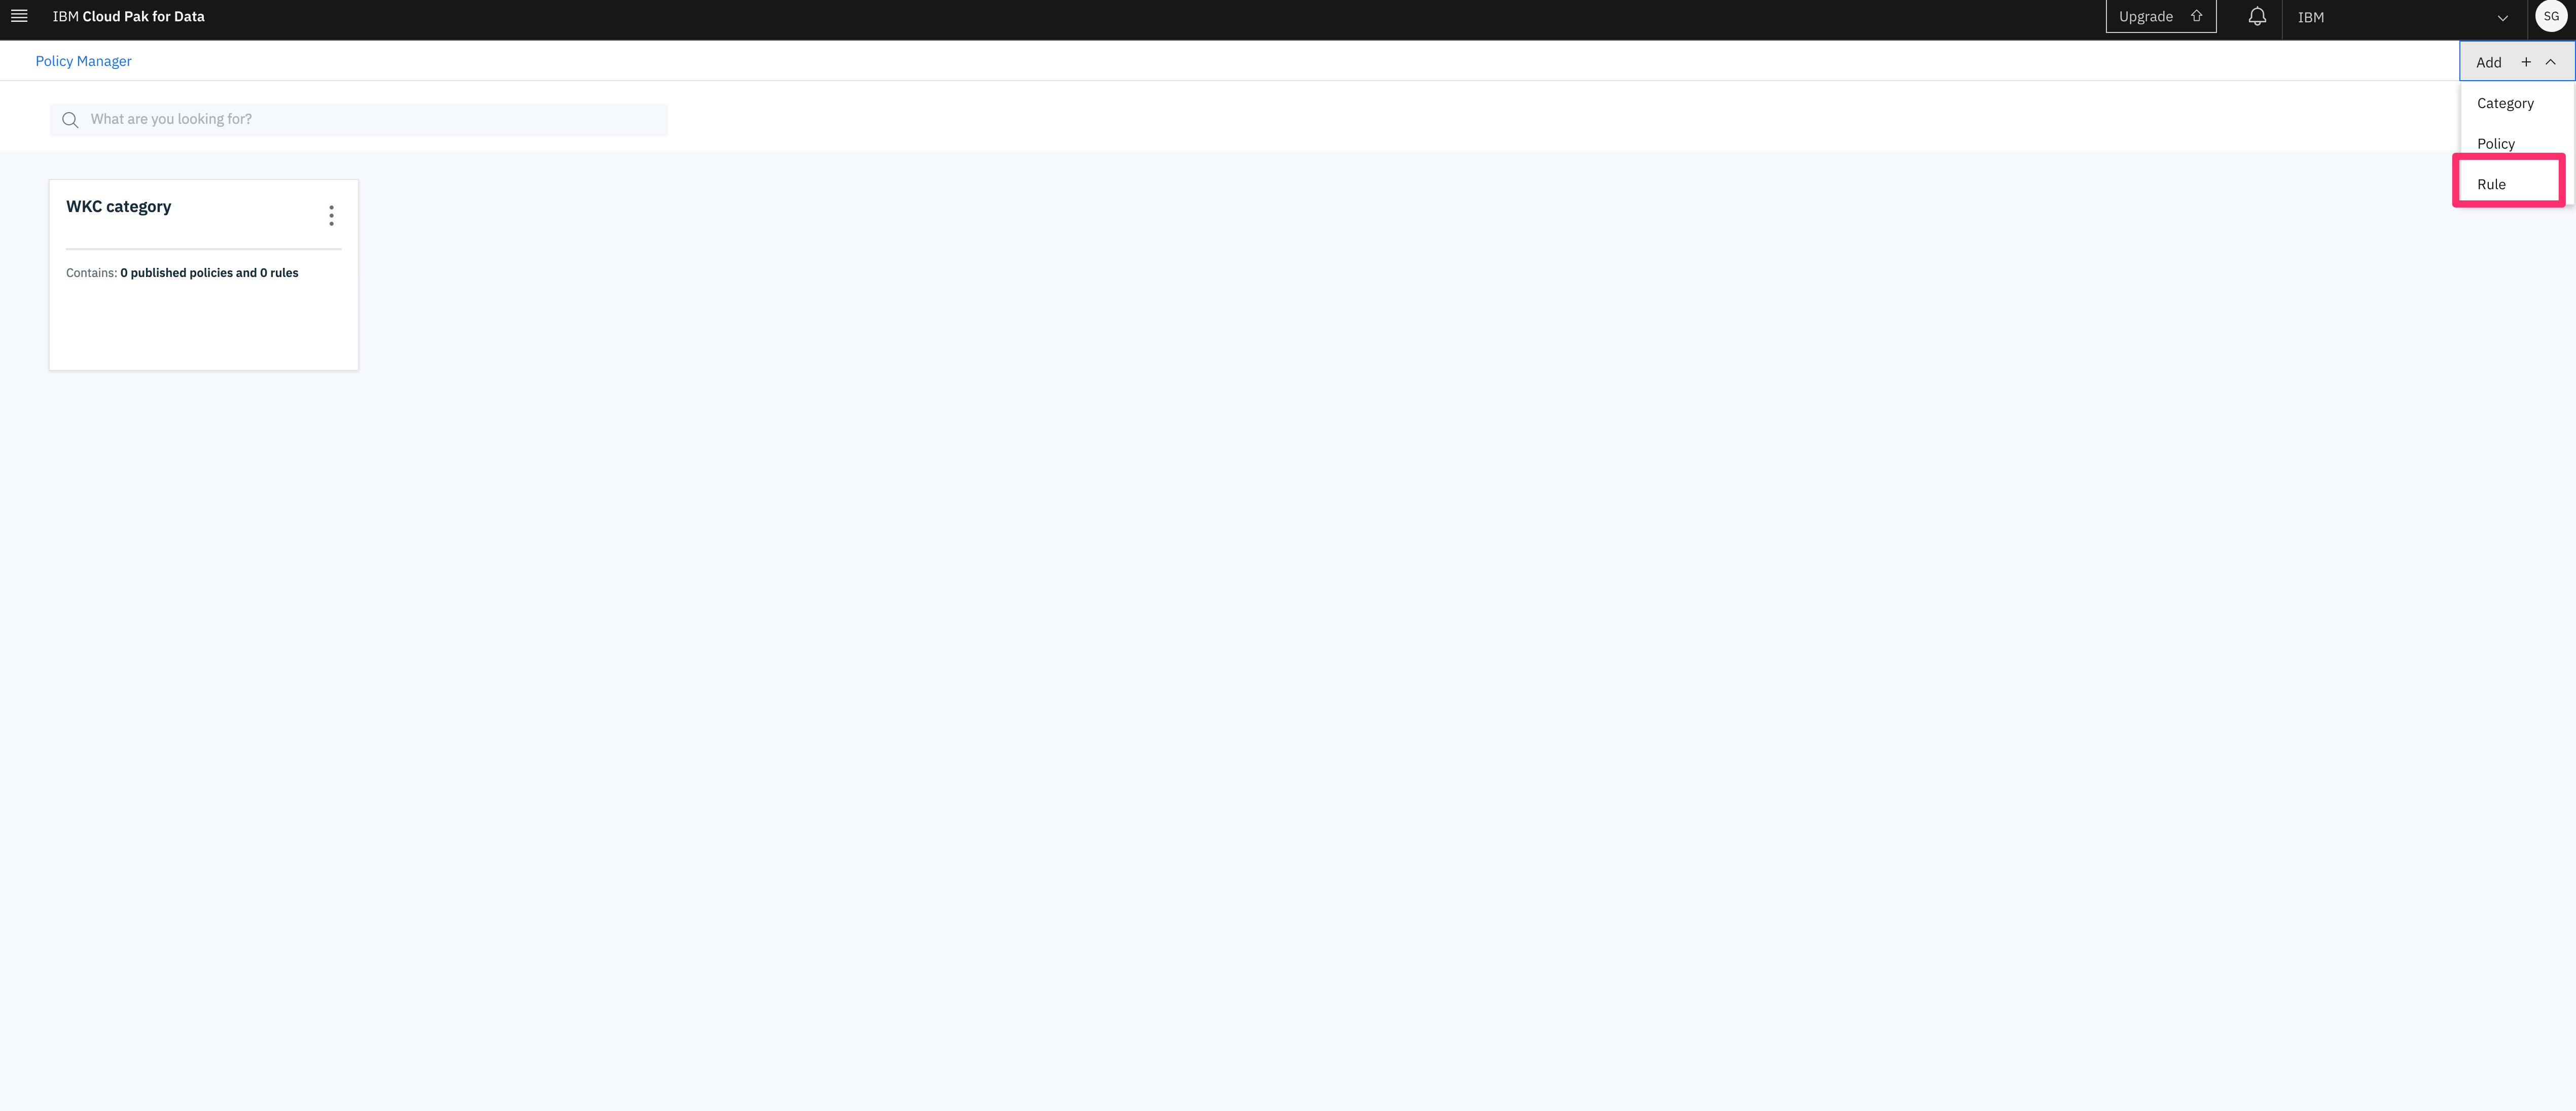 IBM Cloud Pak for Data
Upgrade
IBM
SG
Policy Manager
Add
What are you looking for?
Category
Policy
Rule
WKC category
Contains: 0 published policies and 0 rules